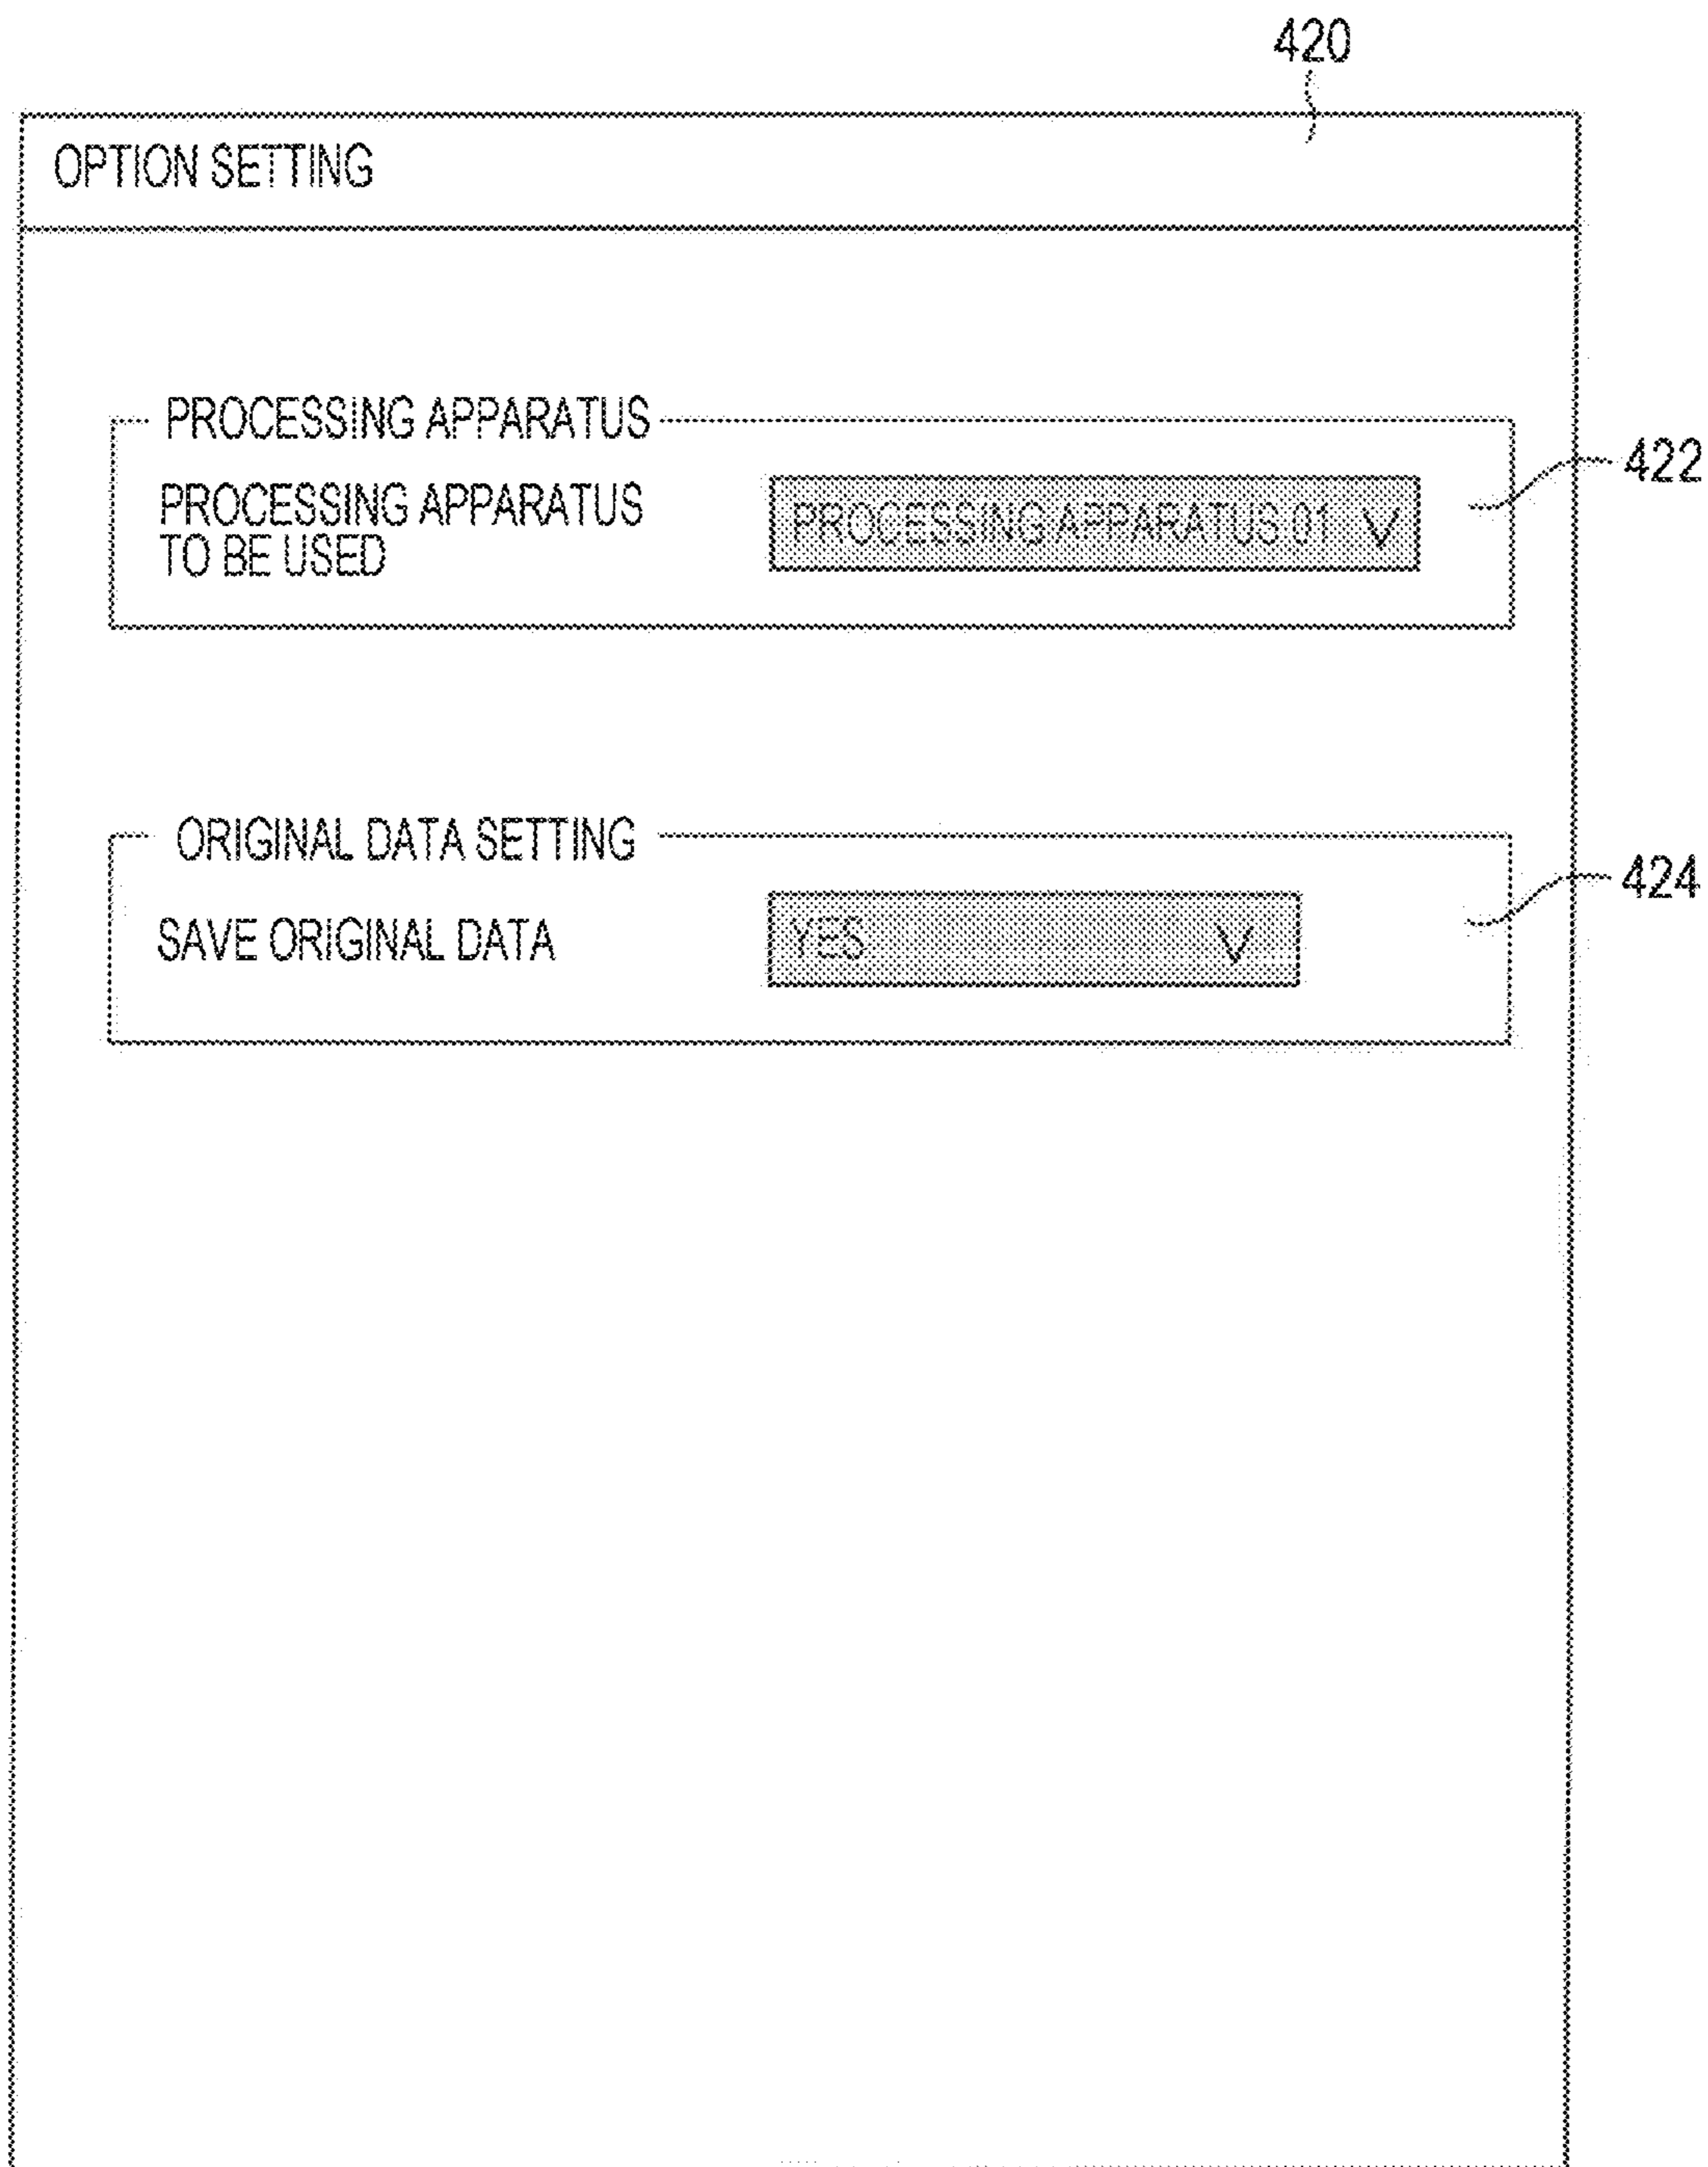 420
OPTION SETTING
PROCESSING APPARATUS
422
PROCESSING APPARATUS
TO BE USED
PROCESSING APPARATUS 01 V
ORIGINAL DATA SETTING
424
SAVE ORIGINAL DATA
YES V